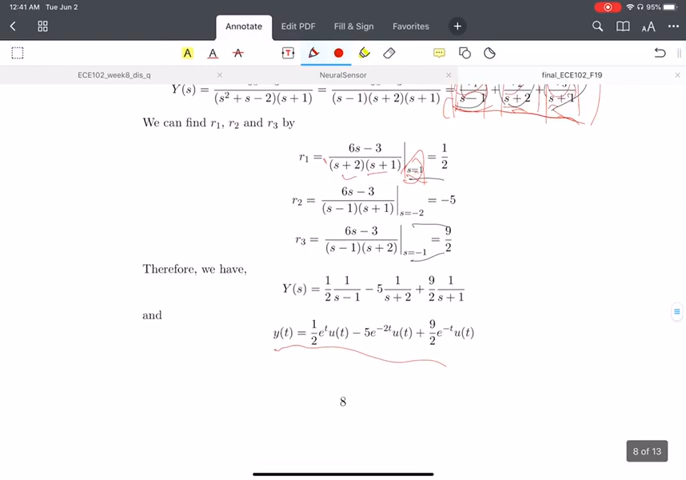 12:41 AM Tue Jun 2
95%
Annotate Edit PDF Fill & Sign Favorites
ECE102_week8_dis_q NeuralSensor final_ECE102_F19
Y(s) = / (s² + s − 2)(s + 1) = / (s − 1)(s + 2)(s + 1) = s − 1 + s + 2 + s + 1
We can find r₁, r₂ and r₃ by
r₁ = 6s − 3 / (s + 2)(s + 1) |s=1 = 1/2
r₂ = 6s − 3 / (s − 1)(s + 1) |s=−2 = −5
r₃ = 6s − 3 / (s − 1)(s + 2) |s=−1 = 9/2
Therefore, we have,
Y(s) = 1/2 1/(s − 1) − 5 1/(s + 2) + 9/2 1/(s + 1)
and
y(t) = 1/2 eᵗu(t) − 5e⁻²ᵗu(t) + 9/2 e⁻ᵗu(t)
8
8 of 13